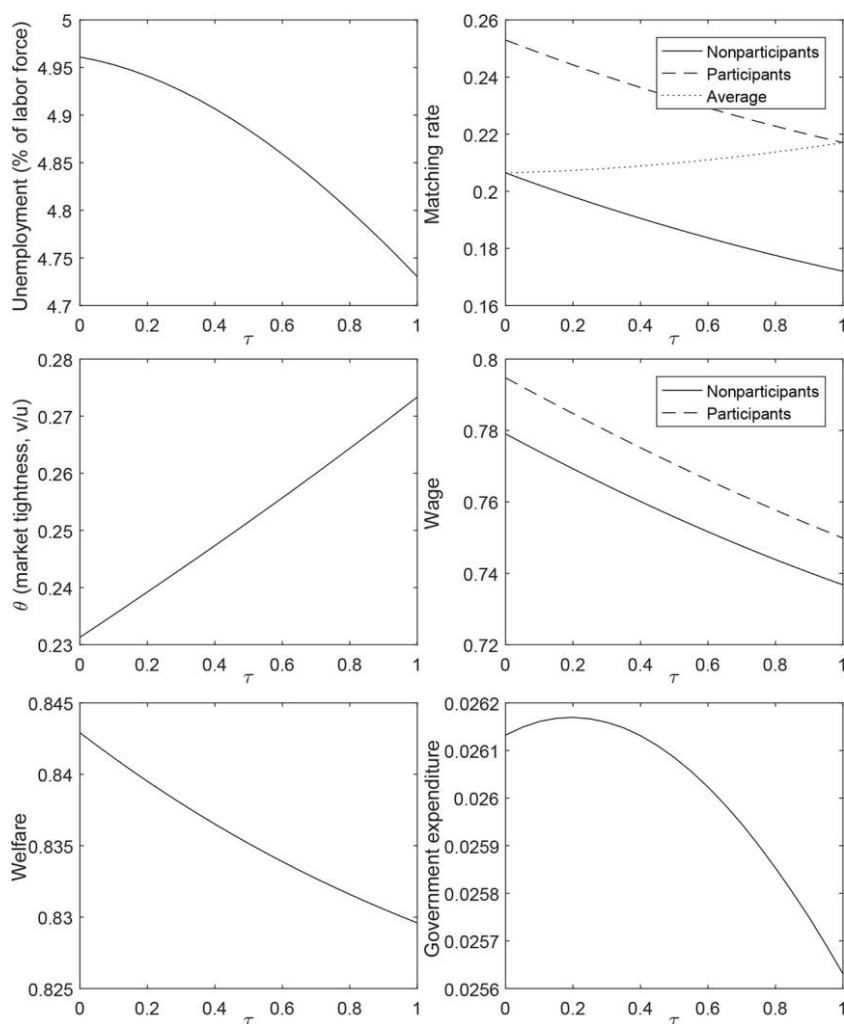 Unemployment (% of labor force)
5
4.95
4.9
4.85
4.8
4.75
4.7
0 0.2 0.4 0.6 0.8 1
τ
Matching rate
0.26
0.24
0.22
0.2
0.18
0.16
Nonparticipants
Participants
Average
0 0.2 0.4 0.6 0.8 1
τ
θ (market tightness, v/u)
0.28
0.27
0.26
0.25
0.24
0.23
0 0.2 0.4 0.6 0.8 1
τ
Wage
0.8
0.78
0.76
0.74
0.72
Nonparticipants
Participants
0 0.2 0.4 0.6 0.8 1
τ
Welfare
0.845
0.84
0.835
0.83
0.825
0 0.2 0.4 0.6 0.8 1
τ
Government expenditure
0.0262
0.0261
0.026
0.0259
0.0258
0.0257
0.0256
0 0.2 0.4 0.6 0.8 1
τ